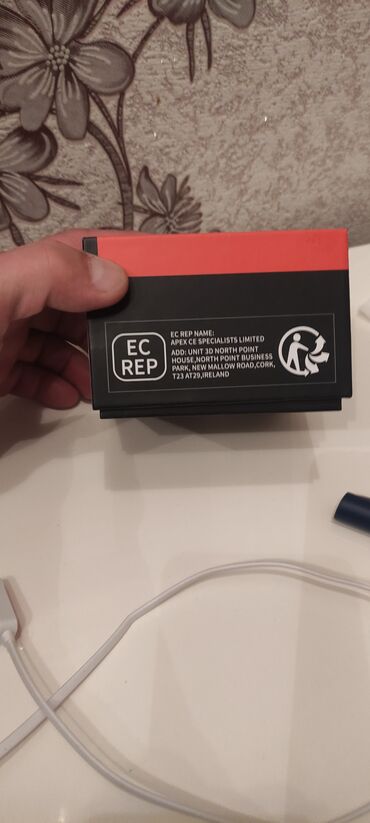 EC
REP
EC REP NAME:
APEX CE SPECIALISTS LIMITED
ADD: UNIT 3D NORTH POINT
HOUSE,NORTH POINT BUSINESS
PARK, NEW MALLOW ROAD,CORK,
T23 AT29,IRELAND